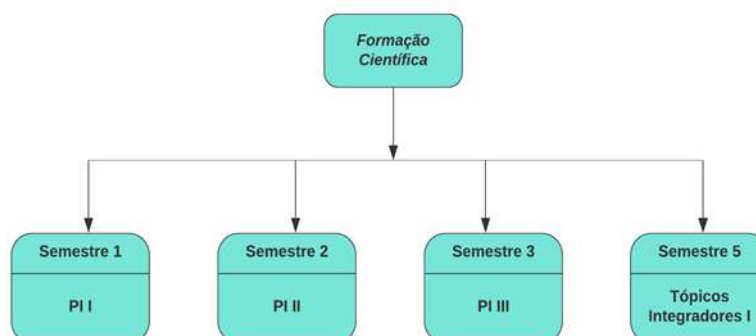 Formação
Científica
Semestre 1
PI I
Semestre 2
PI II
Semestre 3
PI III
Semestre 5
Tópicos
Integradores I